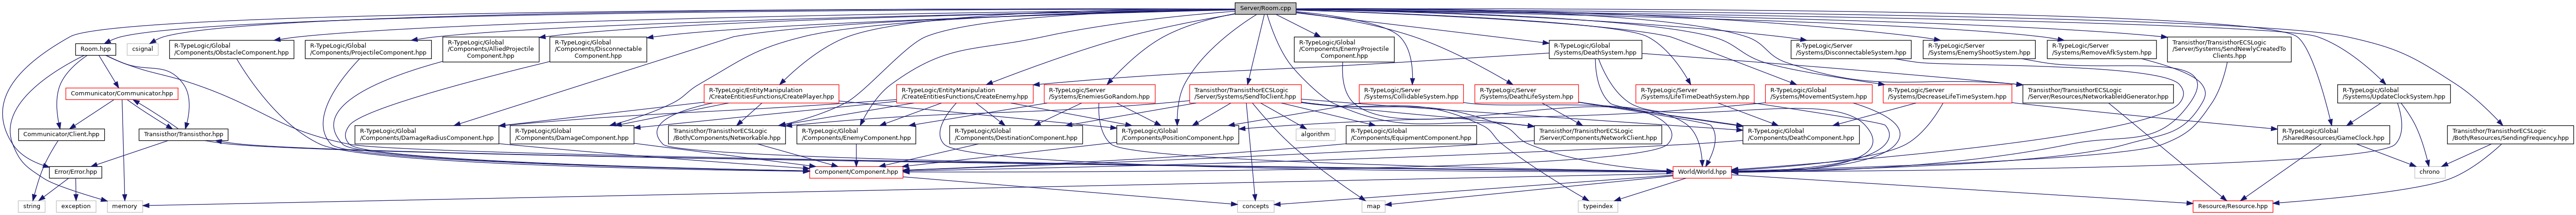 Server/Room.cpp
Room.hpp
csignal
R-TypeLogic/Global
/Components/ObstacleComponent.hpp
R-TypeLogic/Global
/Components/ProjectileComponent.hpp
R-TypeLogic/Global
/Components/AlliedProjectile
Component.hpp
R-TypeLogic/Global
/Components/Disconnectable
Component.hpp
R-TypeLogic/Global
/Components/EnemyProjectile
Component.hpp
R-TypeLogic/Global
/Systems/DeathSystem.hpp
R-TypeLogic/Server
/Systems/DisconnectableSystem.hpp
R-TypeLogic/Server
/Systems/EnemyShootSystem.hpp
R-TypeLogic/Server
/Systems/RemoveAfkSystem.hpp
Transisthor/TransisthorECSLogic
/Server/Systems/SendNewlyCreatedTo
Clients.hpp
Communicator/Communicator.hpp
R-TypeLogic/EntityManipulation
/CreateEntitiesFunctions/CreatePlayer.hpp
R-TypeLogic/EntityManipulation
/CreateEntitiesFunctions/CreateEnemy.hpp
R-TypeLogic/Server
/Systems/EnemiesGoRandom.hpp
Transisthor/TransisthorECSLogic
/Server/Systems/SendToClient.hpp
R-TypeLogic/Server
/Systems/CollidableSystem.hpp
R-TypeLogic/Server
/Systems/DeathLifeSystem.hpp
R-TypeLogic/Server
/Systems/LifeTimeDeathSystem.hpp
R-TypeLogic/Global
/Systems/MovementSystem.hpp
R-TypeLogic/Server
/Systems/DecreaseLifeTimeSystem.hpp
Transisthor/TransisthorECSLogic
/Server/Resources/NetworkableIdGenerator.hpp
R-TypeLogic/Global
/Systems/UpdateClockSystem.hpp
Communicator/Client.hpp
Transisthor/Transisthor.hpp
R-TypeLogic/Global
/Components/DamageRadiusComponent.hpp
R-TypeLogic/Global
/Components/DamageComponent.hpp
Transisthor/TransisthorECSLogic
/Both/Components/Networkable.hpp
R-TypeLogic/Global
/Components/EnemyComponent.hpp
R-TypeLogic/Global
/Both/Components/DestinationComponent.hpp
R-TypeLogic/Global
/Components/PositionComponent.hpp
algorithm
R-TypeLogic/Global
/Components/EquipmentComponent.hpp
Transisthor/TransisthorECSLogic
/Server/Components/NetworkClient.hpp
R-TypeLogic/Global
/Components/DeathComponent.hpp
R-TypeLogic/Global
/SharedResources/GameClock.hpp
Transisthor/TransisthorECSLogic
/Both/Resources/SendingFrequency.hpp
Error/Error.hpp
Component/Component.hpp
World/World.hpp
chrono
string
exception
memory
concepts
map
typeindex
Resource/Resource.hpp